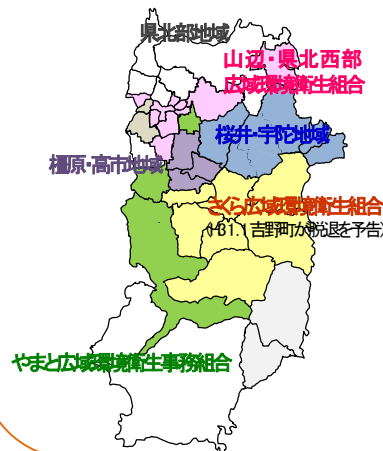 県北部地域
山辺・県北西部
広域環境衛生組合
桜井・宇陀地域
橿原・高市地域
さくら広域環境衛生組合
(H31.1吉野町が脱退を予告)
やまと広域環境衛生事務組合